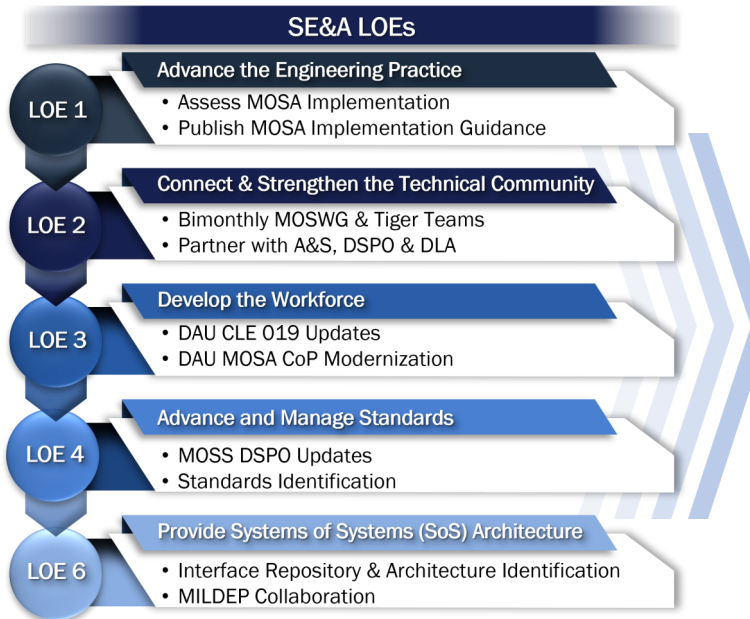 SE&A LOEs
LOE 1
Advance the Engineering Practice
• Assess MOSA Implementation
• Publish MOSA Implementation Guidance
LOE 2
Connect & Strengthen the Technical Community
• Bimonthly MOSWG & Tiger Teams
• Partner with A&S, DSPO & DLA
LOE 3
Develop the Workforce
• DAU CLE 019 Updates
• DAU MOSA CoP Modernization
LOE 4
Advance and Manage Standards
• MOSS DSPO Updates
• Standards Identification
LOE 6
Provide Systems of Systems (SoS) Architecture
• Interface Repository & Architecture Identification
• MILDEP Collaboration